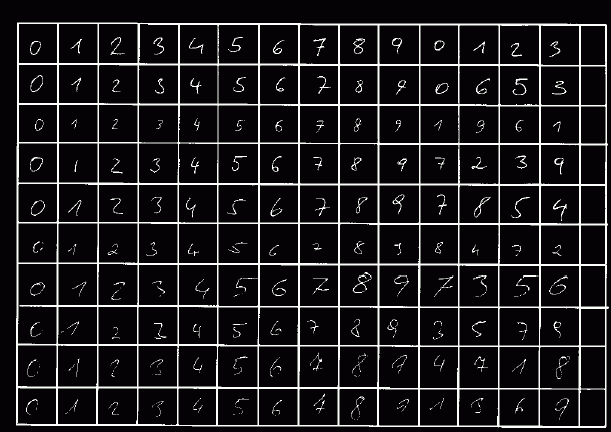 0 1 2 3 4 5 6 7 8 9 0 1 2 3
0 1 2 3 4 5 6 7 8 9 0 6 5 3
0 1 2 3 4 5 6 7 8 9 1 9 6 1
0 1 2 3 4 5 6 7 8 9 7 2 3 9
0 1 2 3 4 5 6 7 8 9 7 8 5 4
0 1 2 3 4 5 6 7 8 9 8 4 7 2
0 1 2 3 4 5 6 7 8 9 7 3 5 6
0 1 2 3 4 5 6 7 8 9 3 5 7 9
0 1 2 3 4 5 6 7 8 9 4 7 1 8
0 1 2 3 4 5 6 7 8 9 1 3 6 9